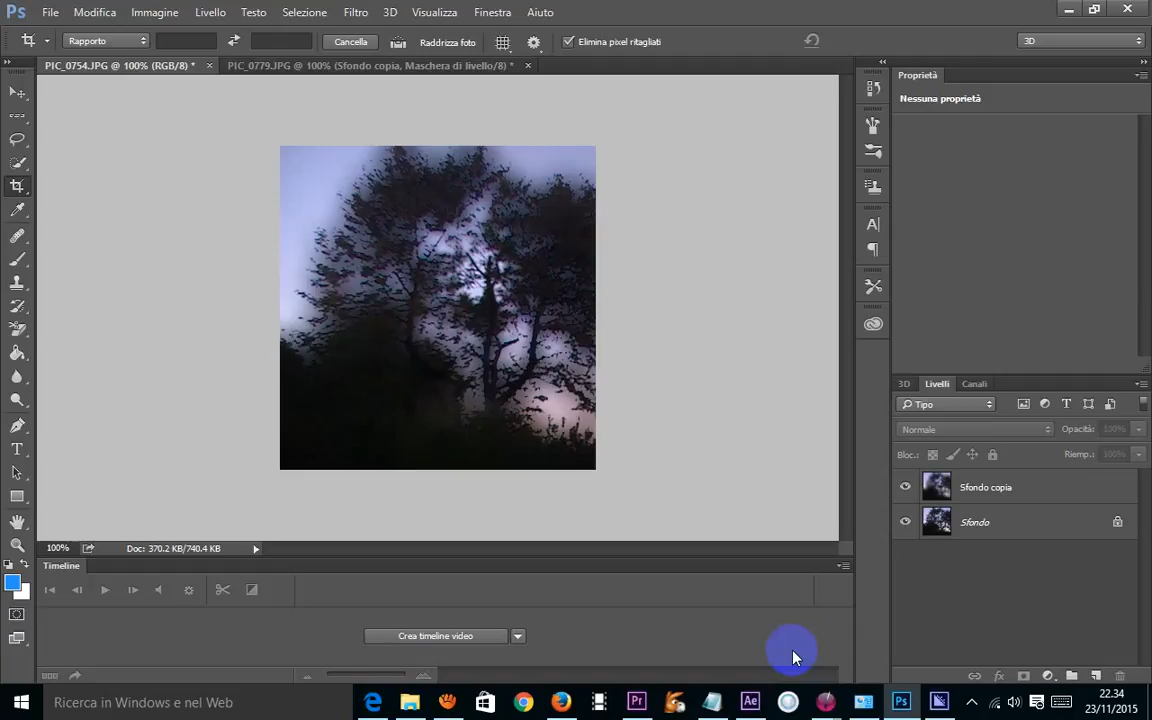 Ps File Modifica Immagine Livello Testo Selezione Filtro 3D Visualizza Finestra Aiuto
Rapporto Cancella Raddrizza foto Elimina pixel ritagliati 3D
PIC_0754.JPG @ 100% (RGB/8) * × PIC_0779.JPG @ 100% (Sfondo copia, Maschera di livello/8) * ×
Proprietà
Nessuna proprietà
3D Livelli Canali
Tipo
Normale Opacità: 100%
Bloc.: Riemp.: 100%
Sfondo copia
Sfondo
100% Doc: 370.2 KB/740.4 KB
Timeline
Crea timeline video
Ricerca in Windows e nel Web
Pr Ae Ps
22.34
23/11/2015